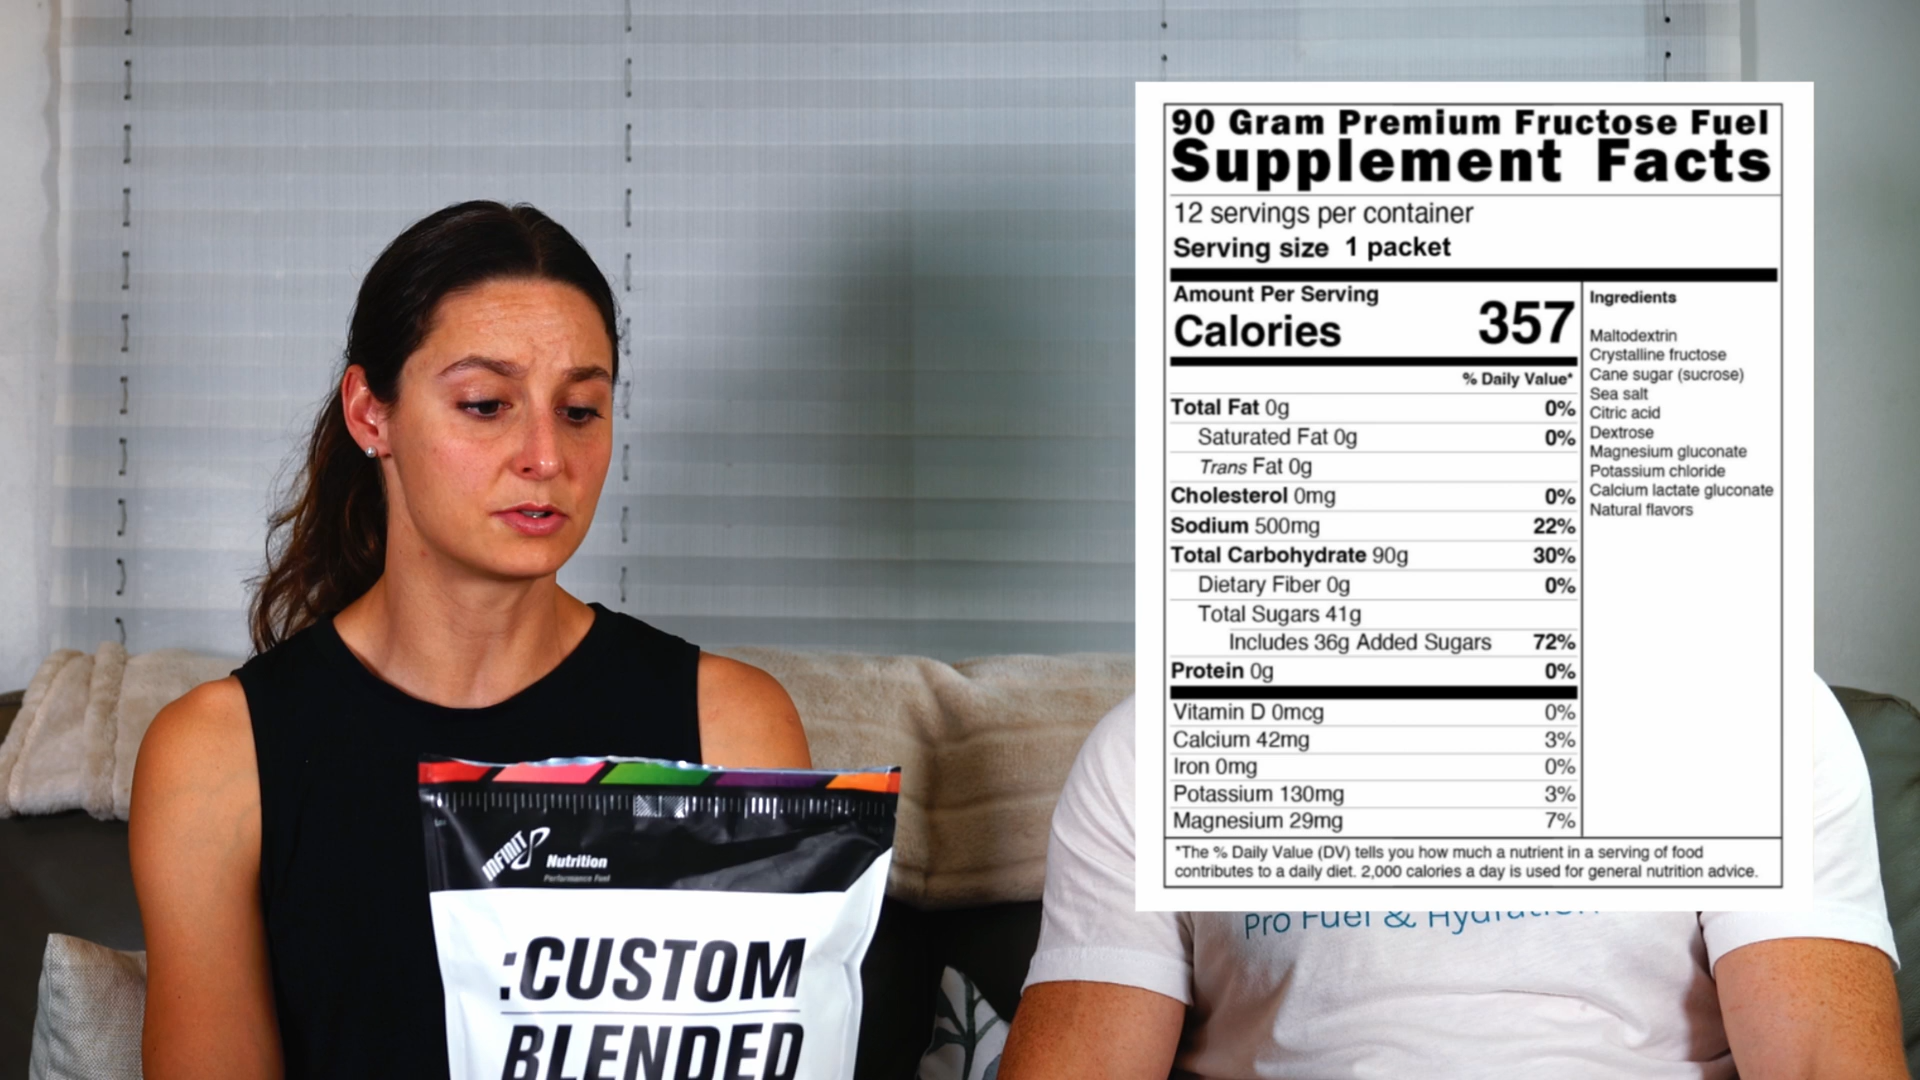 90 Gram Premium Fructose Fuel
Supplement Facts
12 servings per container
Serving size 1 packet
Amount Per Serving
Calories 357
% Daily Value*
Total Fat 0g 0%
Saturated Fat 0g 0%
Trans Fat 0g
Cholesterol 0mg 0%
Sodium 500mg 22%
Total Carbohydrate 90g 30%
Dietary Fiber 0g 0%
Total Sugars 41g
Includes 36g Added Sugars 72%
Protein 0g 0%
Vitamin D 0mcg 0%
Calcium 42mg 3%
Iron 0mg 0%
Potassium 130mg 3%
Magnesium 29mg 7%
Ingredients
Maltodextrin
Crystalline fructose
Cane sugar (sucrose)
Sea salt
Citric acid
Dextrose
Magnesium gluconate
Potassium chloride
Calcium lactate gluconate
Natural flavors
*The % Daily Value (DV) tells you how much a nutrient in a serving of food
contributes to a daily diet. 2,000 calories a day is used for general nutrition advice.
INFINIT Nutrition
Performance Fuel
:CUSTOM
BLENDED
Pro Fuel & Hydration